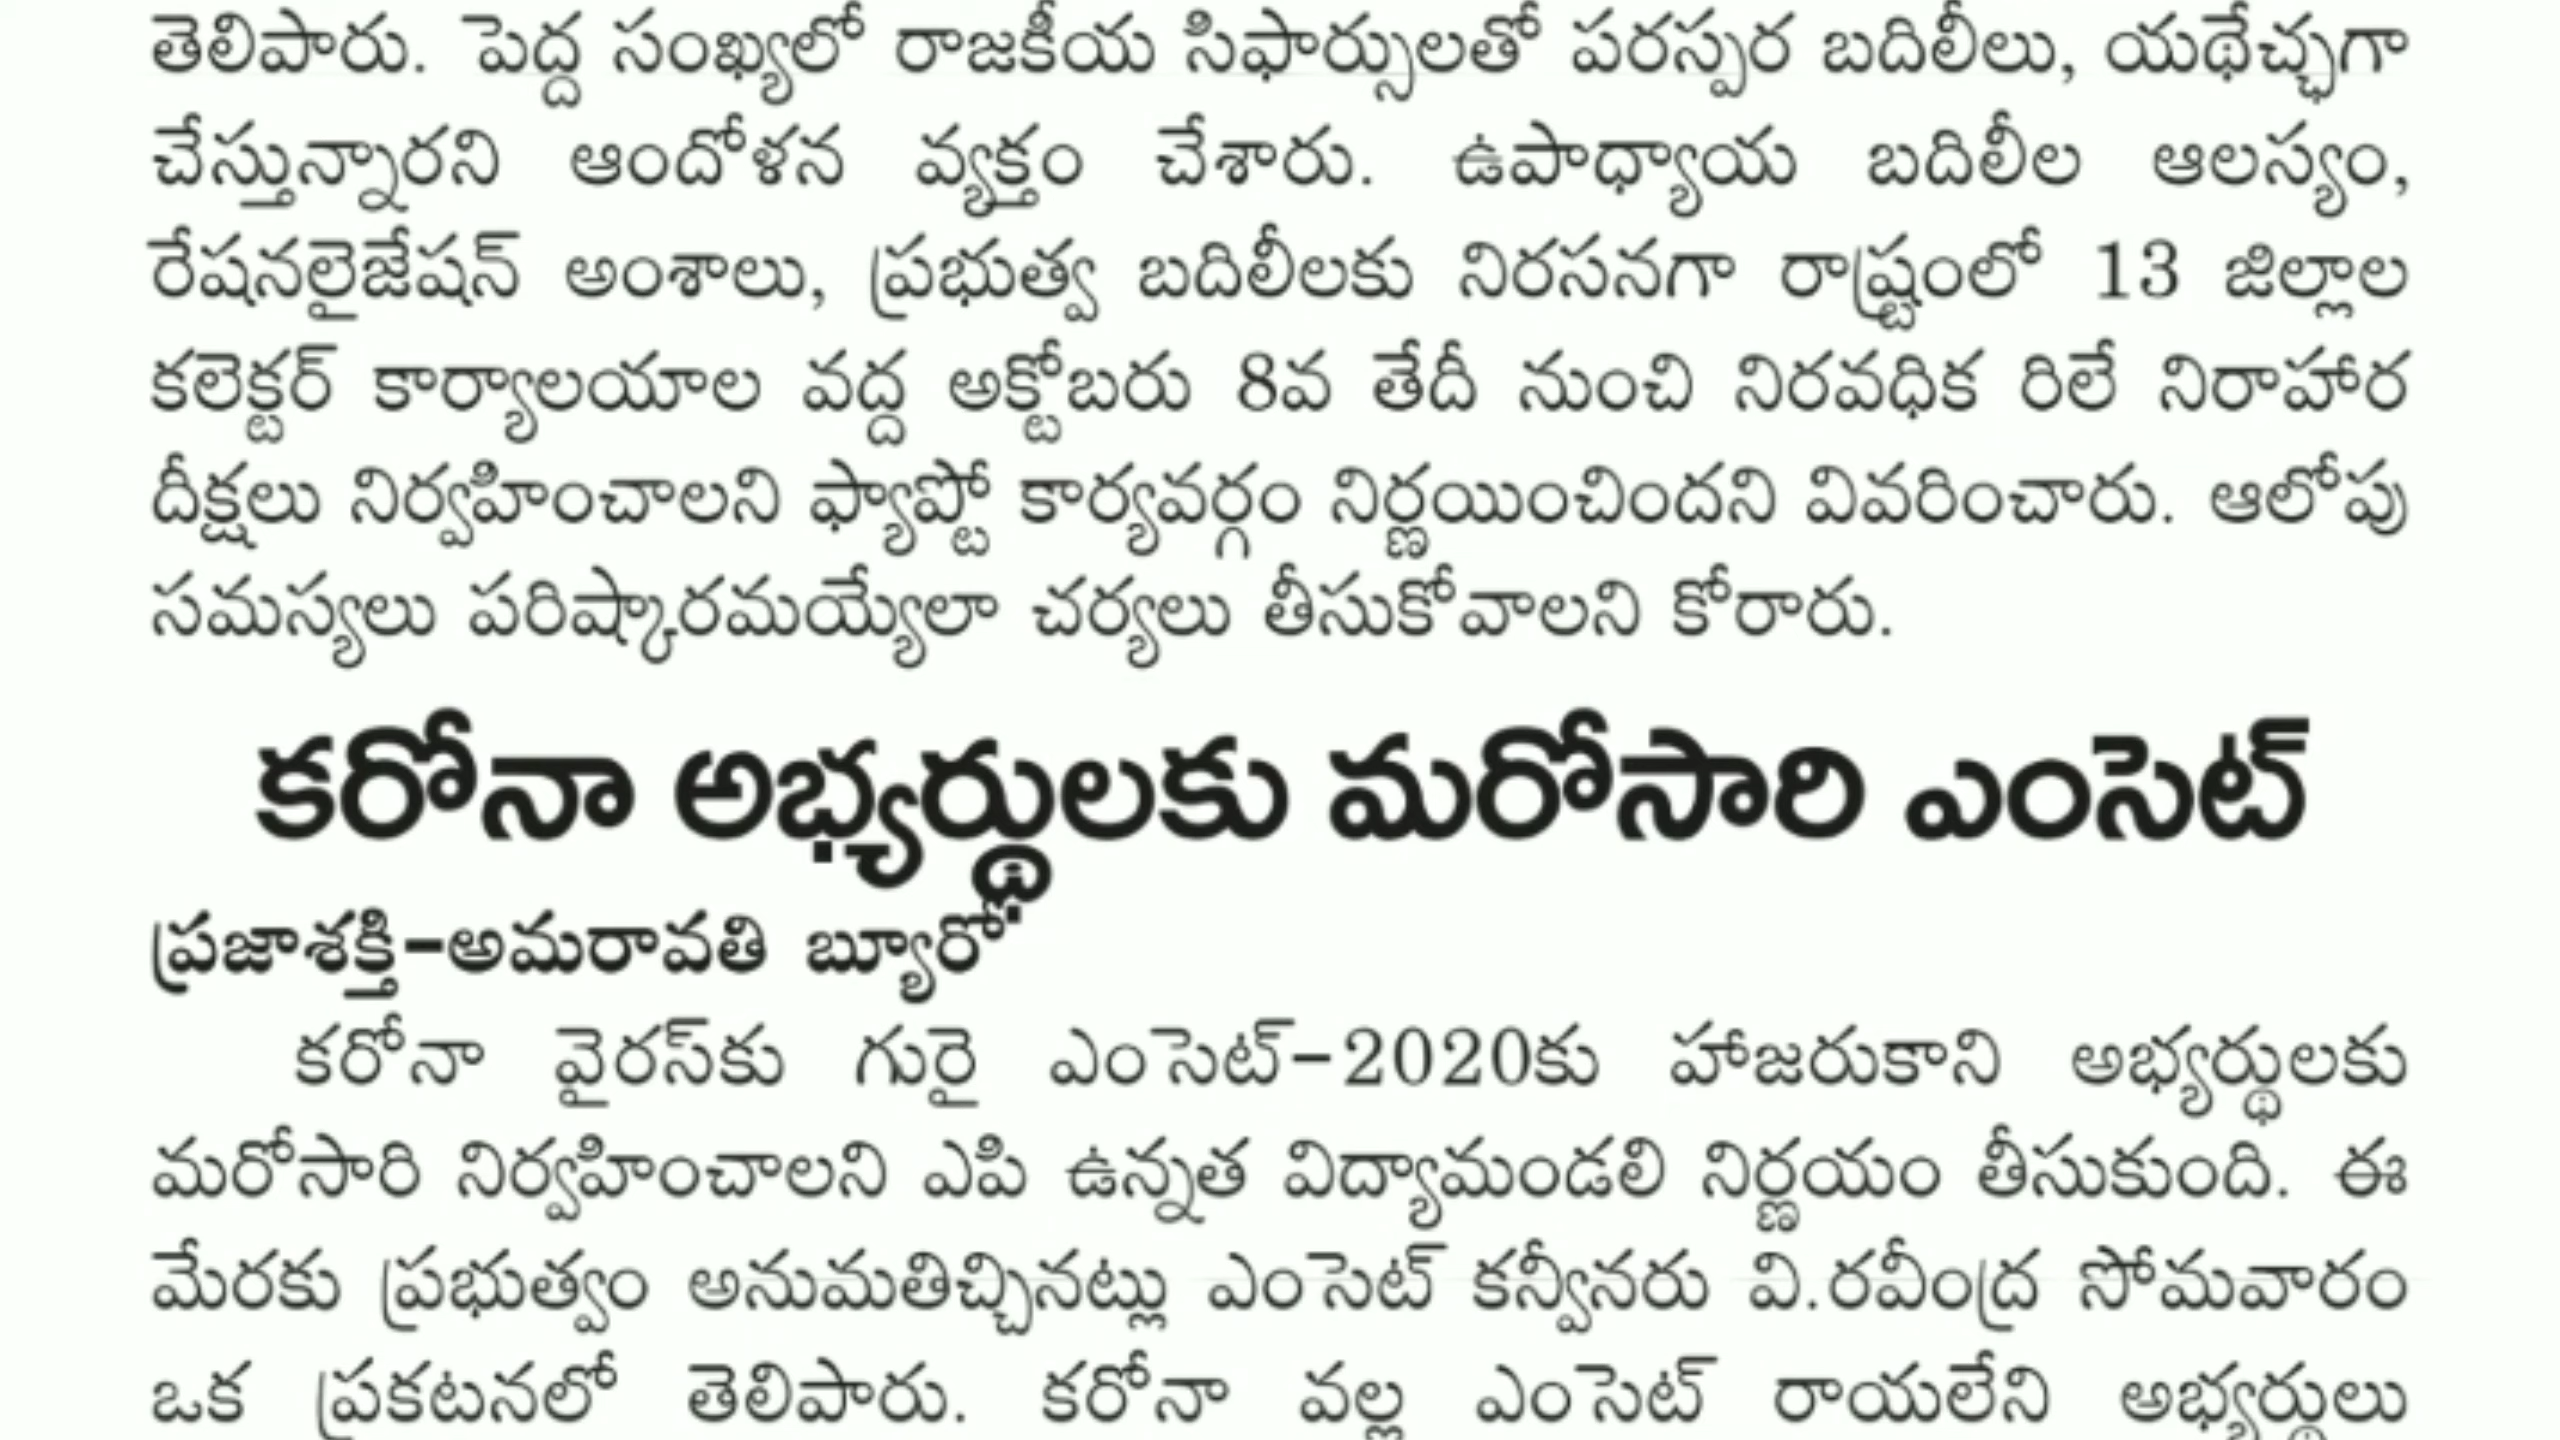 తెలిపారు. పెద్ద సంఖ్యలో రాజకీయ సిఫార్సులతో పరస్పర బదిలీలు, యథేచ్ఛగా
చేస్తున్నారని ఆందోళన వ్యక్తం చేశారు. ఉపాధ్యాయ బదిలీల ఆలస్యం,
రేషనలైజేషన్ అంశాలు, ప్రభుత్వ బదిలీలకు నిరసనగా రాష్ట్రంలో 13 జిల్లాల
కలెక్టర్ కార్యాలయాల వద్ద అక్టోబరు 8వ తేదీ నుంచి నిరవధిక రిలే నిరాహార
దీక్షలు నిర్వహించాలని ఫ్యాప్టో కార్యవర్గం నిర్ణయించిందని వివరించారు. ఆలోపు
సమస్యలు పరిష్కారమయ్యేలా చర్యలు తీసుకోవాలని కోరారు.
కరోనా అభ్యర్థులకు మరోసారి ఎంసెట్
ప్రజాశక్తి-అమరావతి బ్యూరో
కరోనా వైరస్‌కు గురై ఎంసెట్-2020కు హాజరుకాని అభ్యర్థులకు
మరోసారి నిర్వహించాలని ఎపి ఉన్నత విద్యామండలి నిర్ణయం తీసుకుంది. ఈ
మేరకు ప్రభుత్వం అనుమతిచ్చినట్లు ఎంసెట్ కన్వీనరు వి.రవీంద్ర సోమవారం
ఒక ప్రకటనలో తెలిపారు. కరోనా వల్ల ఎంసెట్ రాయలేని అభ్యర్థులు